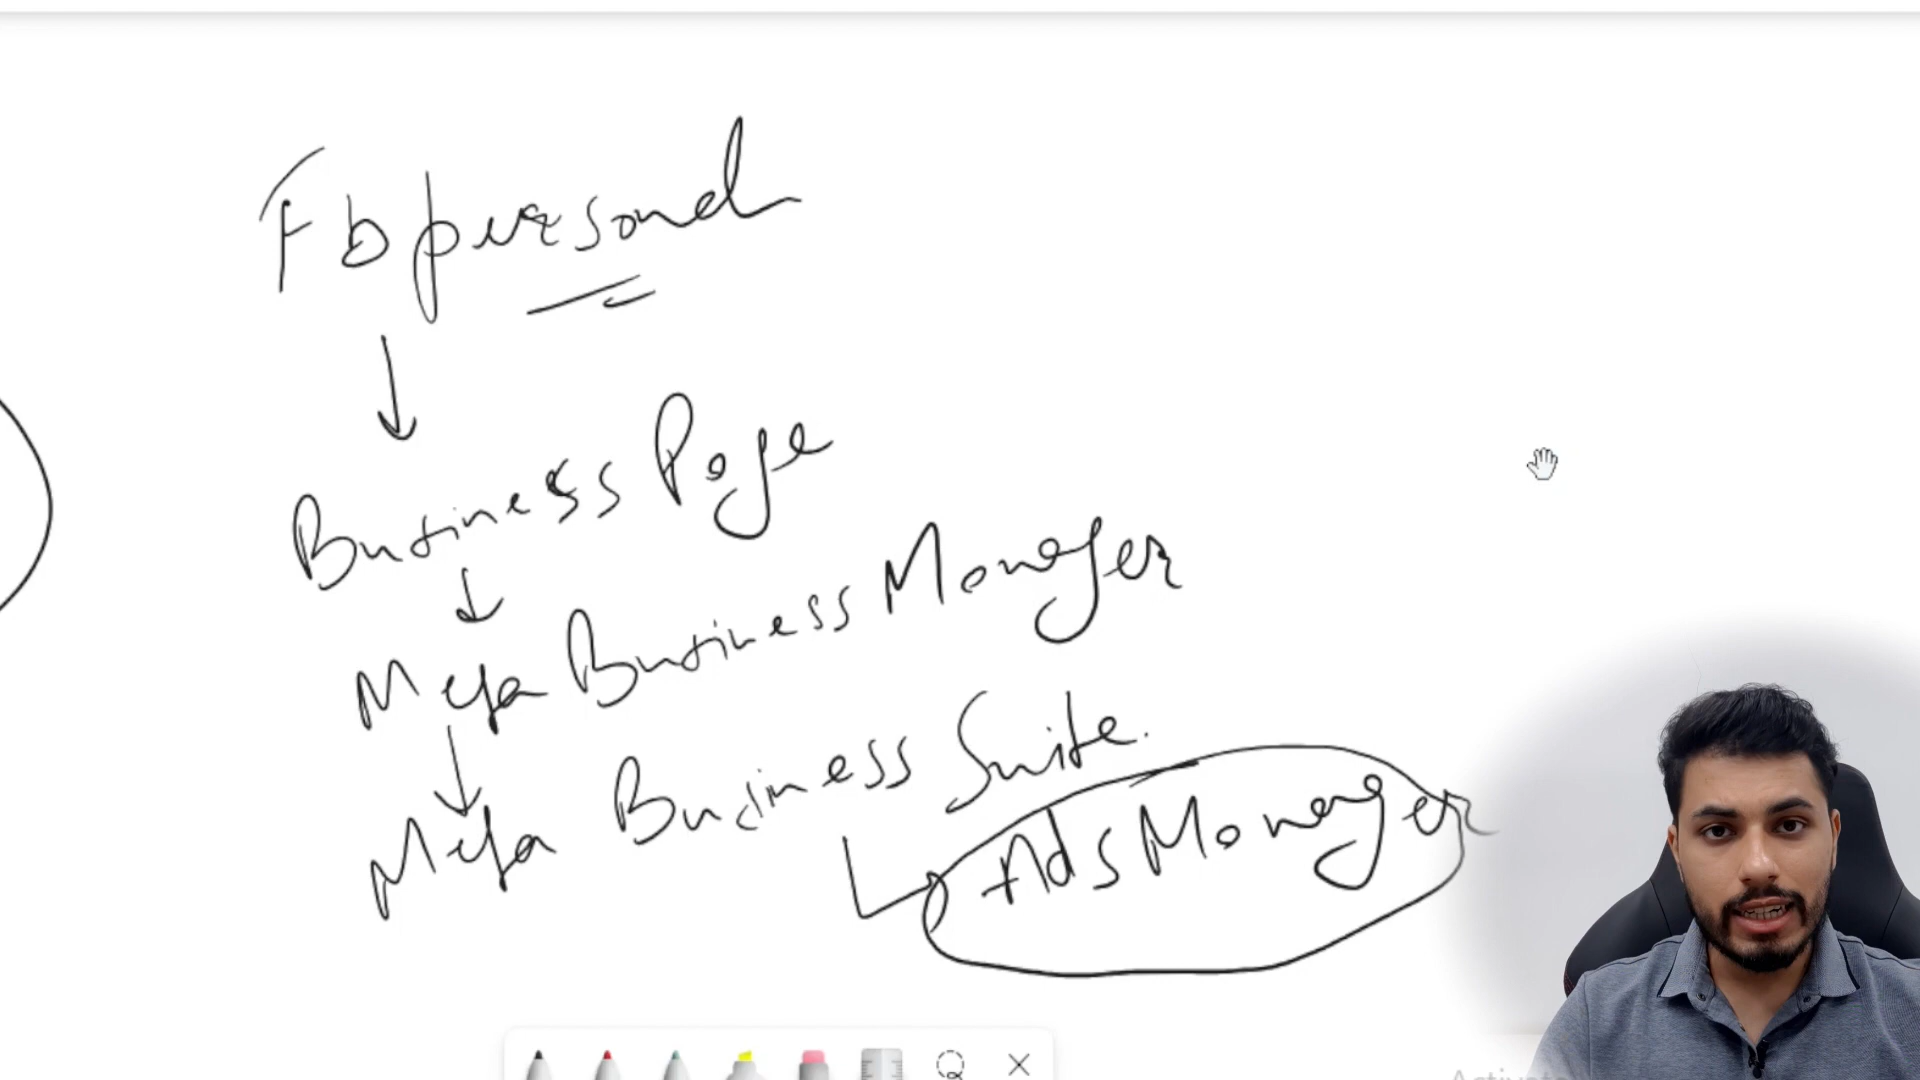 Fb personal
Business Page
Meta Business Manager
Meta Business Suite.
Ads Manager